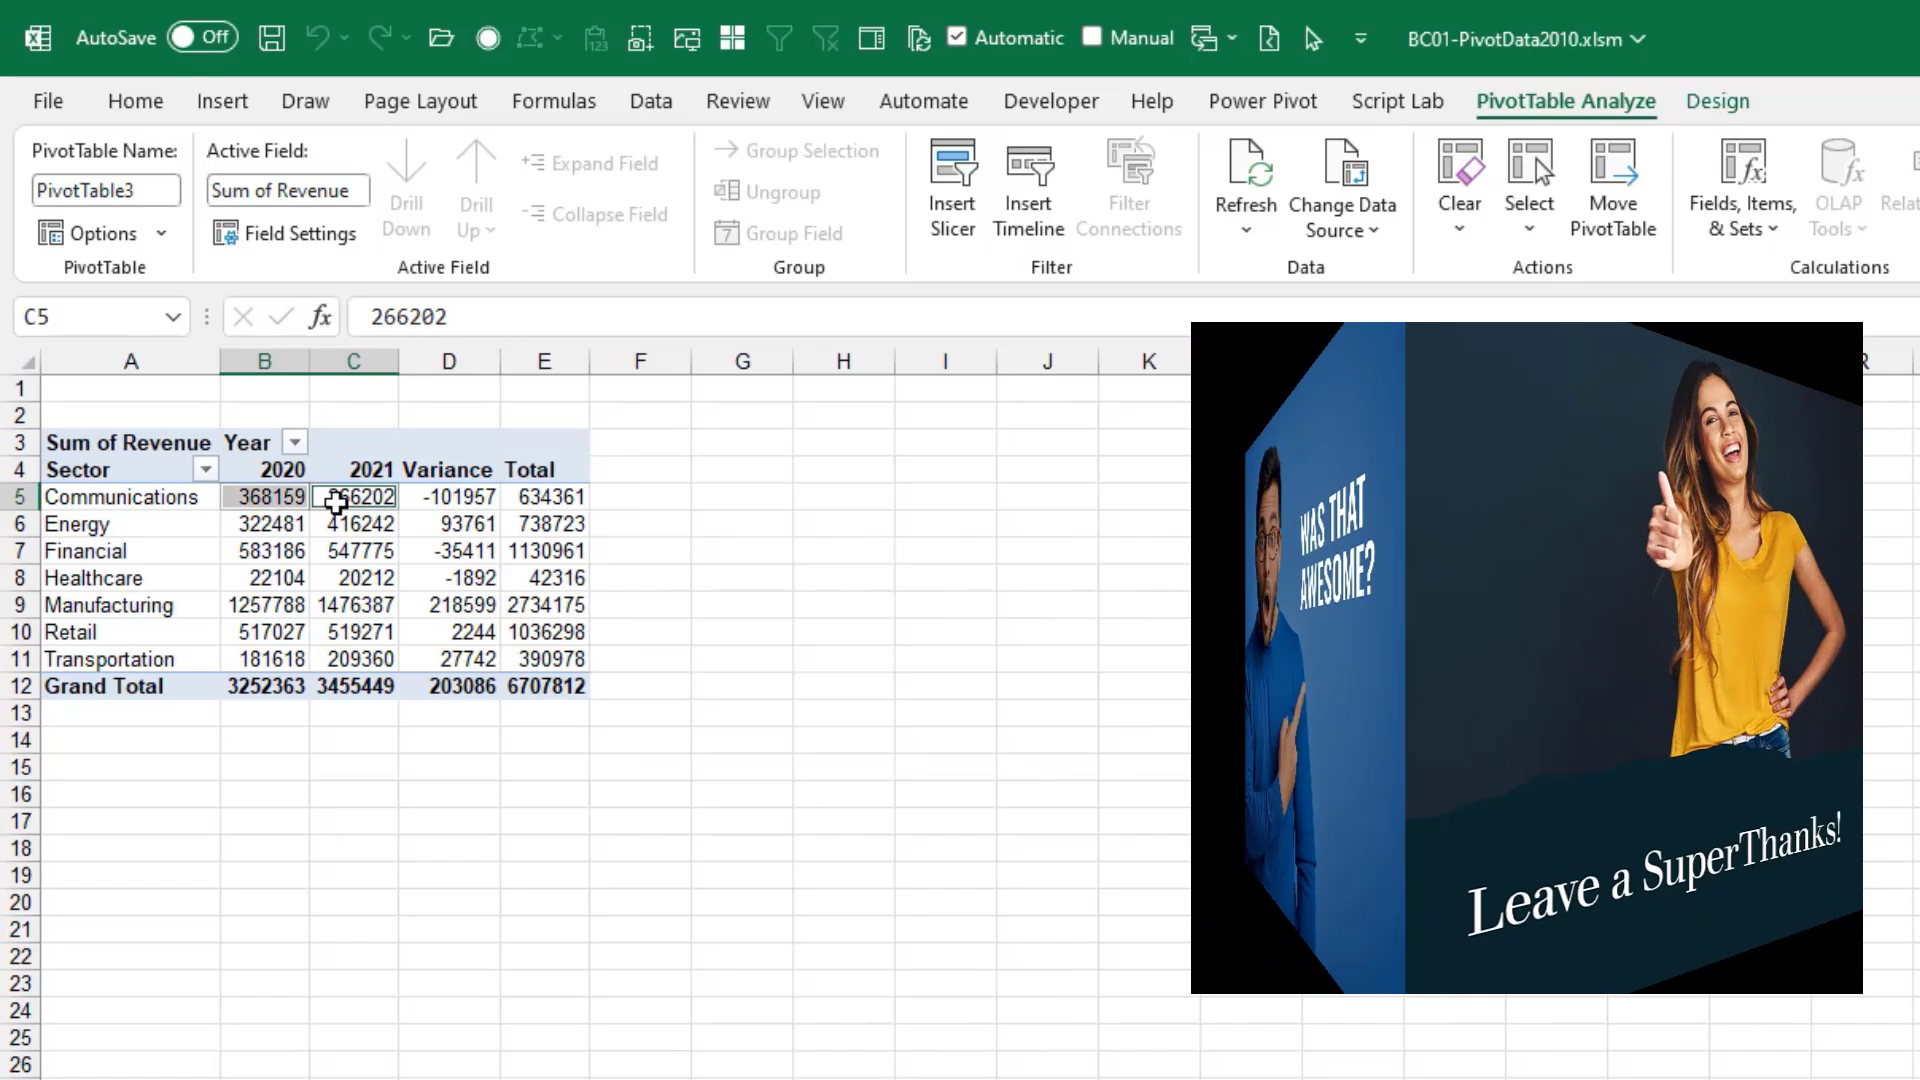 AutoSave Off Automatic Manual BC01-PivotData2010.xlsm
File Home Insert Draw Page Layout Formulas Data Review View Automate Developer Help Power Pivot Script Lab PivotTable Analyze Design
PivotTable Name:
PivotTable3
Options
PivotTable
Active Field:
Sum of Revenue
Field Settings
Drill Down
Drill Up
Expand Field
Collapse Field
Active Field
Group Selection
Ungroup
Group Field
Group
Insert Slicer
Insert Timeline
Filter Connections
Filter
Refresh
Change Data Source
Data
Clear
Select
Move PivotTable
Actions
Fields, Items, & Sets
OLAP Tools
Calculations
C5 fx 266202
A B C D E F G H I J K R
1
2
3 Sum of Revenue Year
4 Sector 2020 2021 Variance Total
5 Communications 368159 266202 -101957 634361
6 Energy 322481 416242 93761 738723
7 Financial 583186 547775 -35411 1130961
8 Healthcare 22104 20212 -1892 42316
9 Manufacturing 1257788 1476387 218599 2734175
10 Retail 517027 519271 2244 1036298
11 Transportation 181618 209360 27742 390978
12 Grand Total 3252363 3455449 203086 6707812
13
14
15
16
17
18
19
20
21
22
23
24
25
26
WAS THAT
AWESOME?
Leave a SuperThanks!